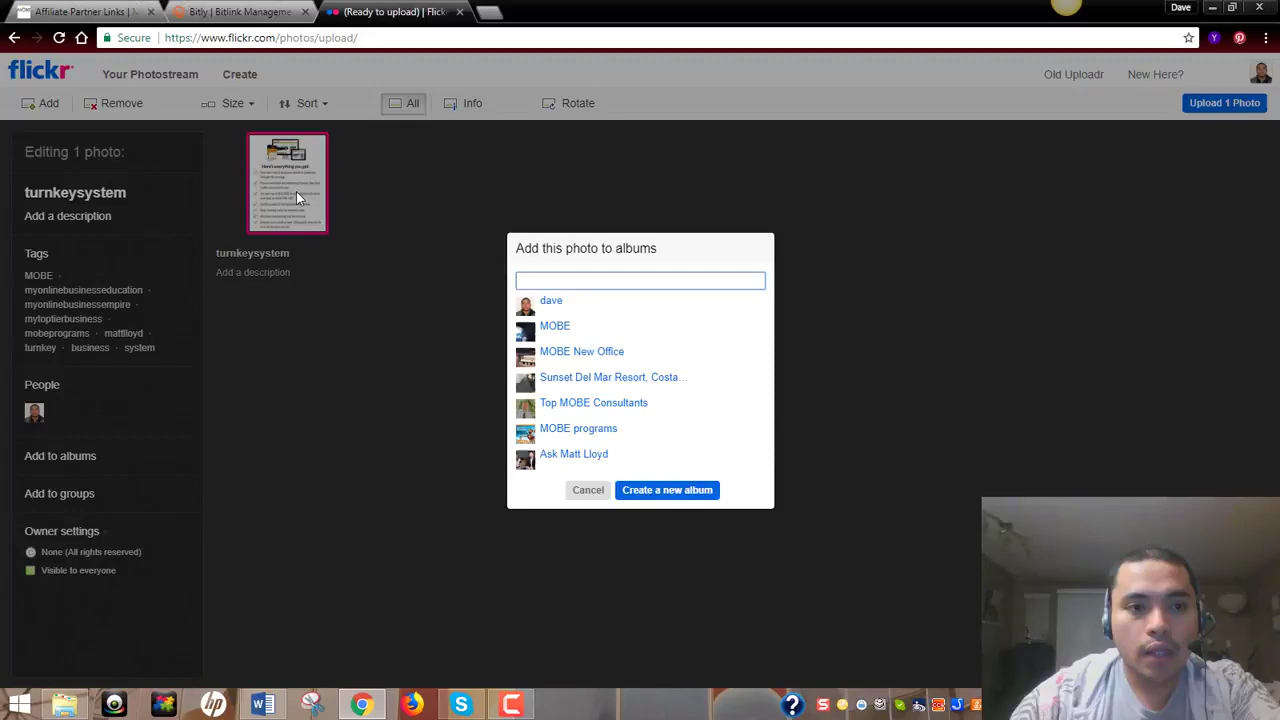 Affiliate Partner Links | M
Bitly | Bitlink Manageme
(Ready to upload) | Flick
Dave
Secure
https://www.flickr.com/photos/upload/
flickr
Your Photostream
Create
Old Uploadr
New Here?
Add
Remove
Size
Sort
All
Info
Rotate
Upload 1 Photo
Editing 1 photo:
turnkeysystem
Add a description
Tags
MOBE ·
myonlinebusinesseducation ·
myonlinebusinessempire ·
mytoptierbusiness ·
mobeprograms · mattlloyd ·
turnkey · business · system
People
Add to albums
Add to groups
Owner settings
None (All rights reserved)
Visible to everyone
Here's everything you get:
turnkeysystem
Add a description
Add this photo to albums
dave
MOBE
MOBE New Office
Sunset Del Mar Resort, Costa…
Top MOBE Consultants
MOBE programs
Ask Matt Lloyd
Cancel
Create a new album